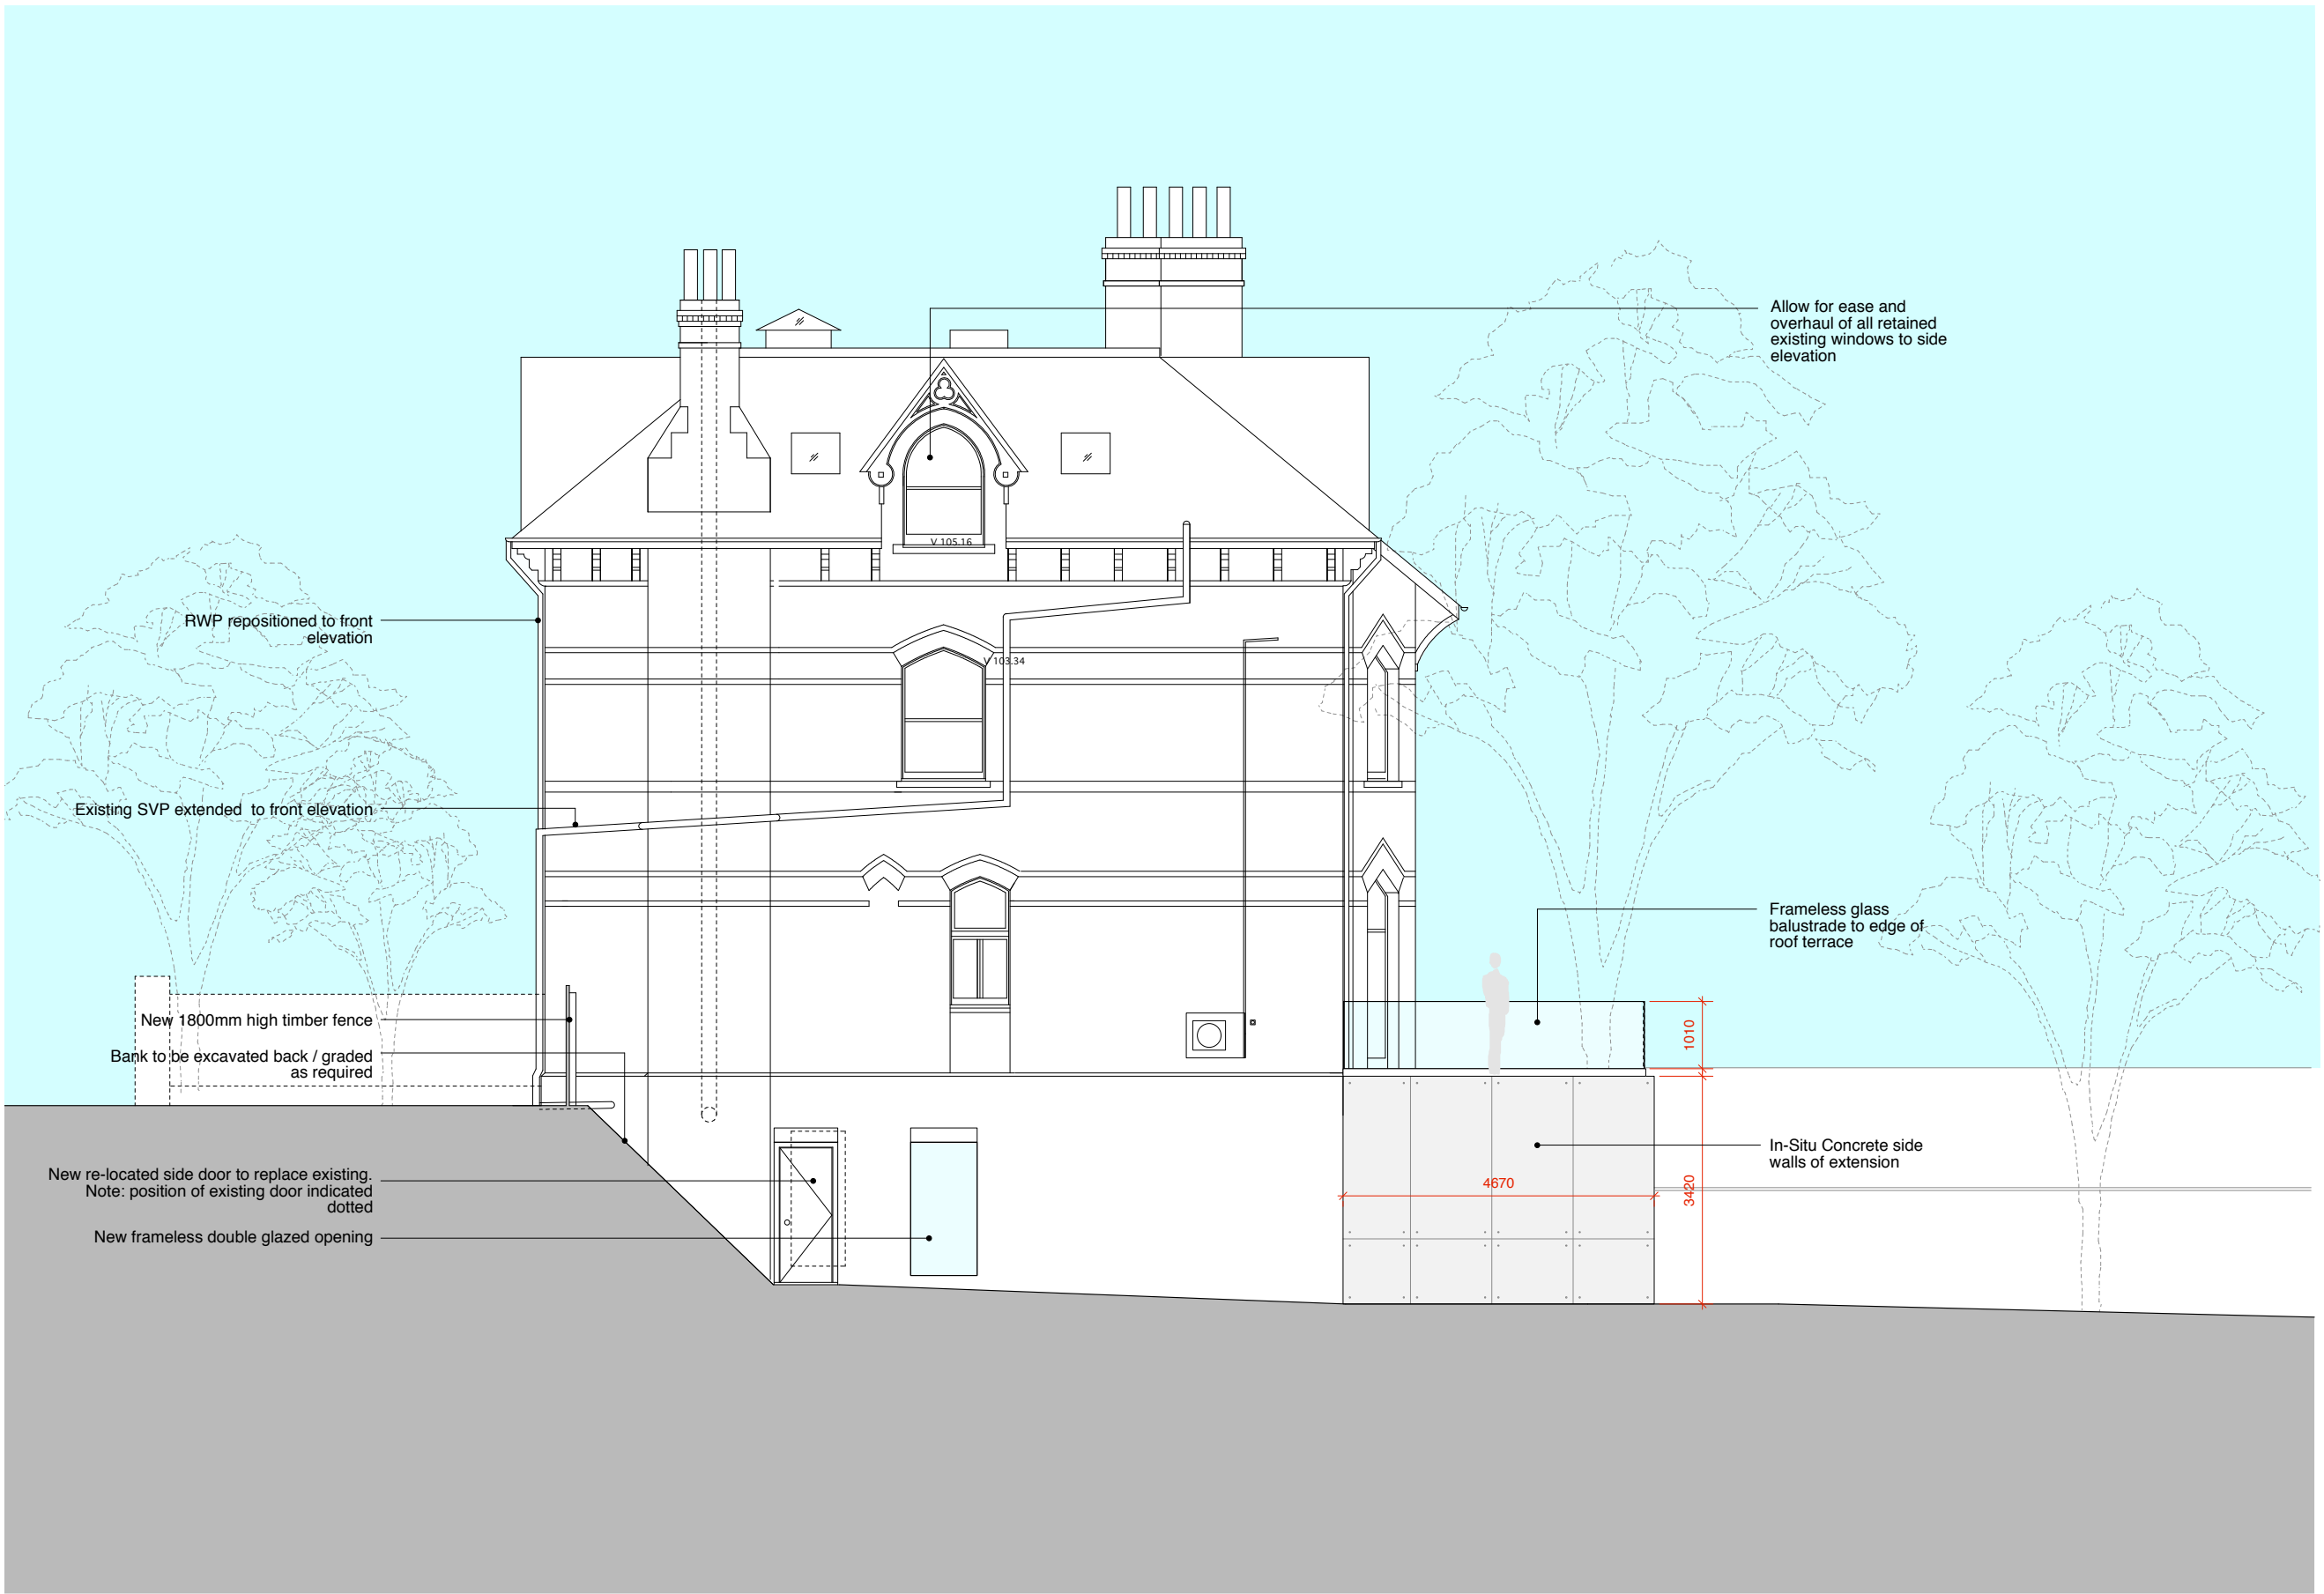 Allow for ease and
overhaul of all retained
existing windows to side
elevation
V 105.16
RWP repositioned to front
elevation
V 103.34
Existing SVP extended to front elevation
Frameless glass
balustrade to edge of
roof terrace
New 1800mm high timber fence
1010
Bank to be excavated back / graded
as required
In-Situ Concrete side
walls of extension
New re-located side door to replace existing.
Note: position of existing door indicated
dotted
4670
3420
New frameless double glazed opening